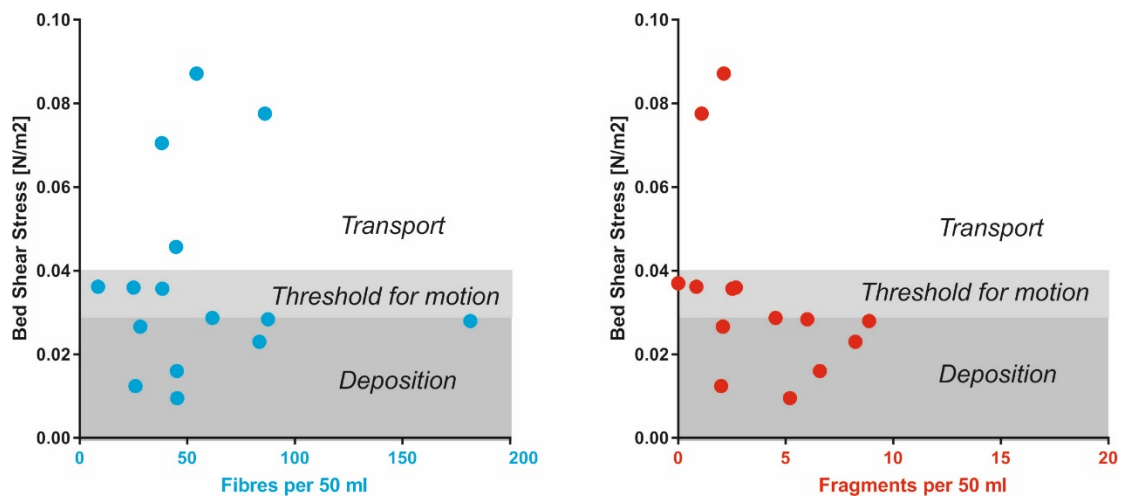 0.10
0.08
0.06
0.04
0.02
0.00
Bed Shear Stress [N/m2]
Transport
Threshold for motion
Deposition
0
50
100
150
200
Fibres per 50 ml
0.10
0.08
0.06
0.04
0.02
0.00
Bed Shear Stress [N/m2]
Transport
Threshold for motion
Deposition
0
5
10
15
20
Fragments per 50 ml